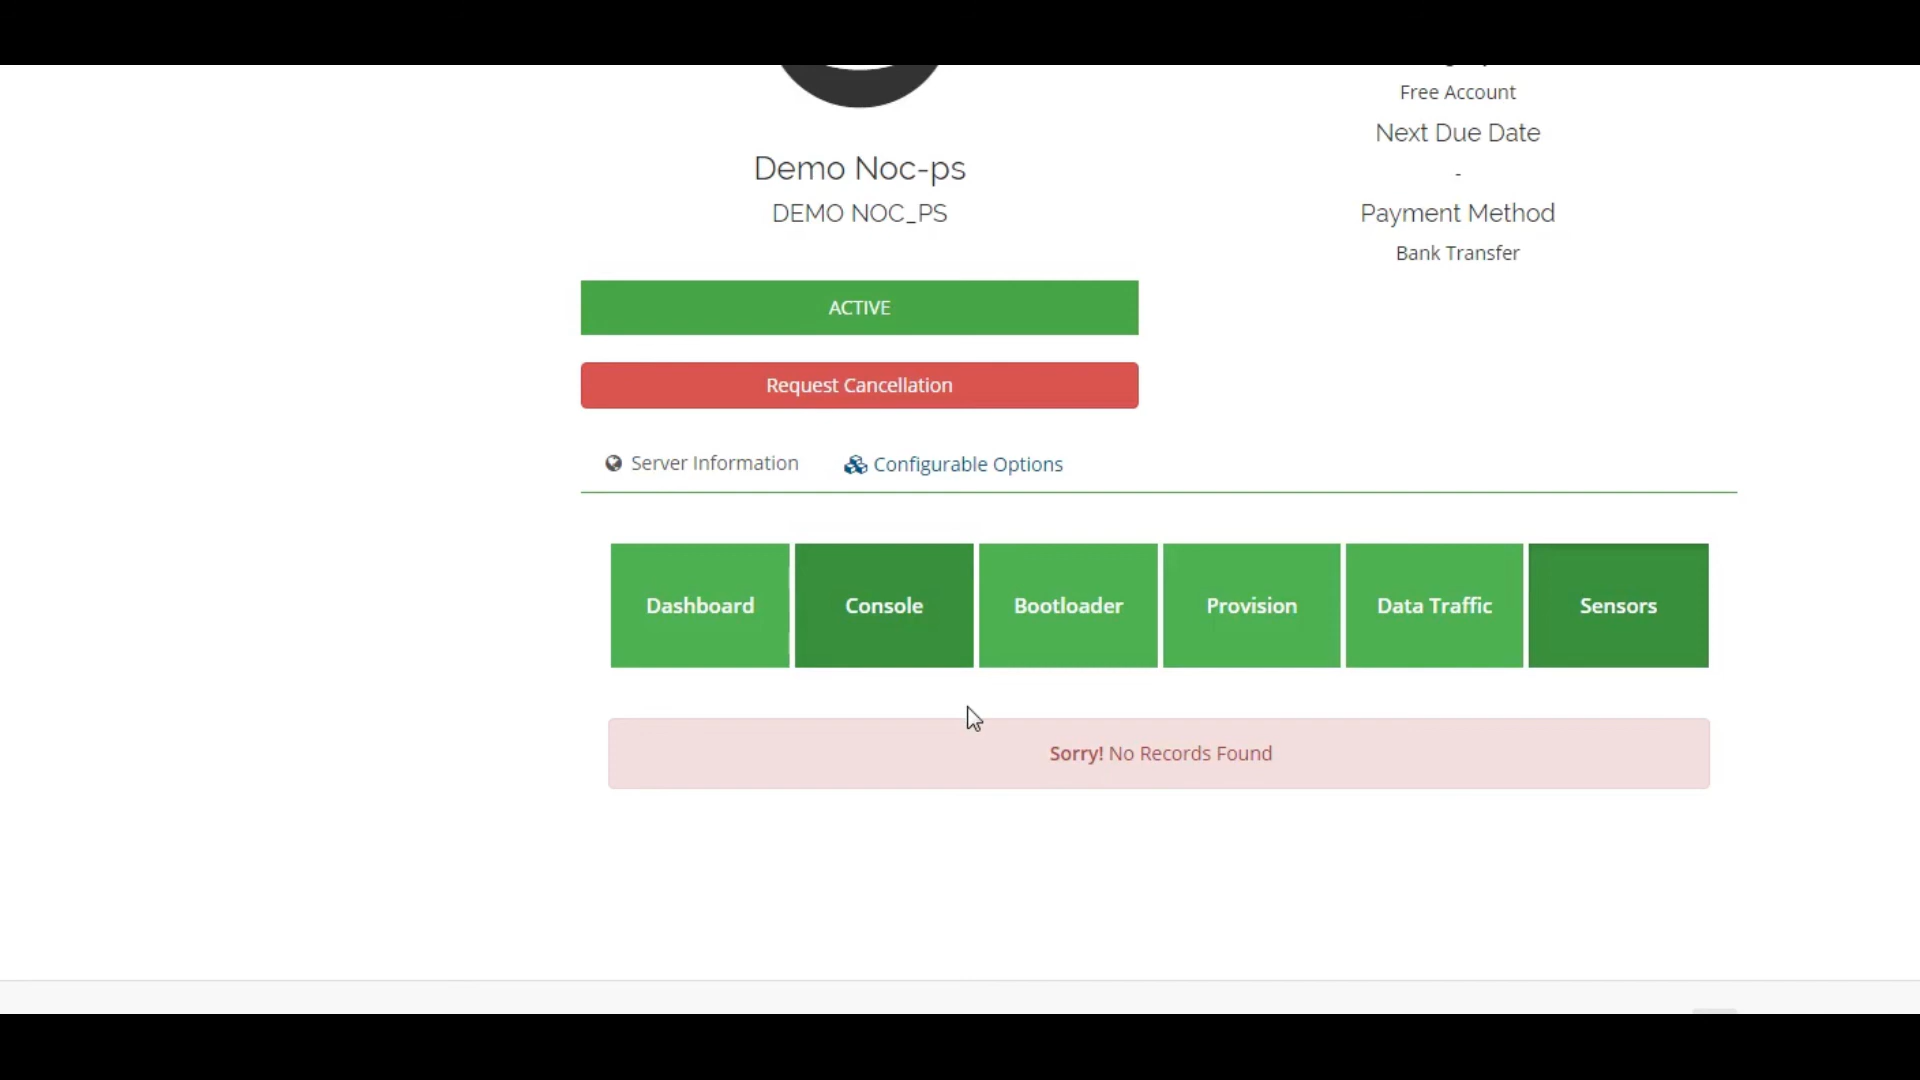 Demo Noc-ps
DEMO NOC_PS
ACTIVE
Request Cancellation
Free Account
Next Due Date
-
Payment Method
Bank Transfer
Server Information
Configurable Options
Dashboard
Console
Bootloader
Provision
Data Traffic
Sensors
Sorry! No Records Found